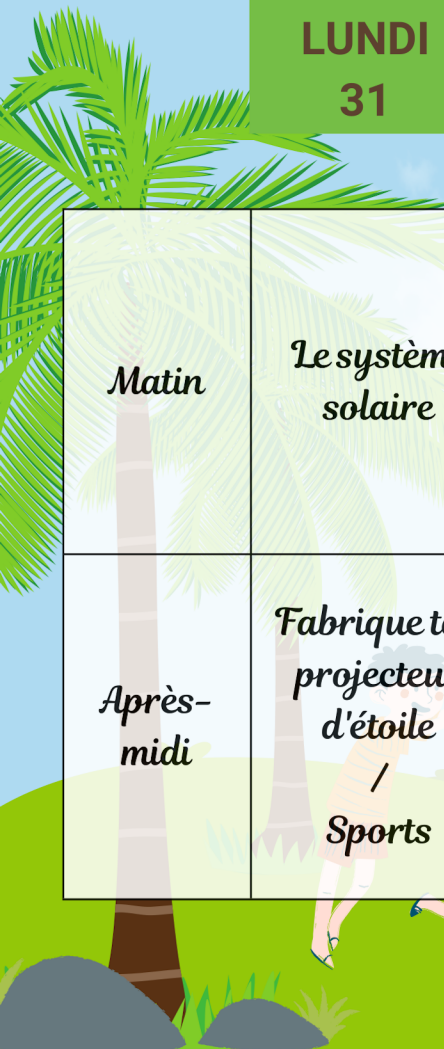 LUNDI
31
Matin
Le systèm
solaire
Après-
midi
Fabrique t
projecteu
d'étoile
/
Sports